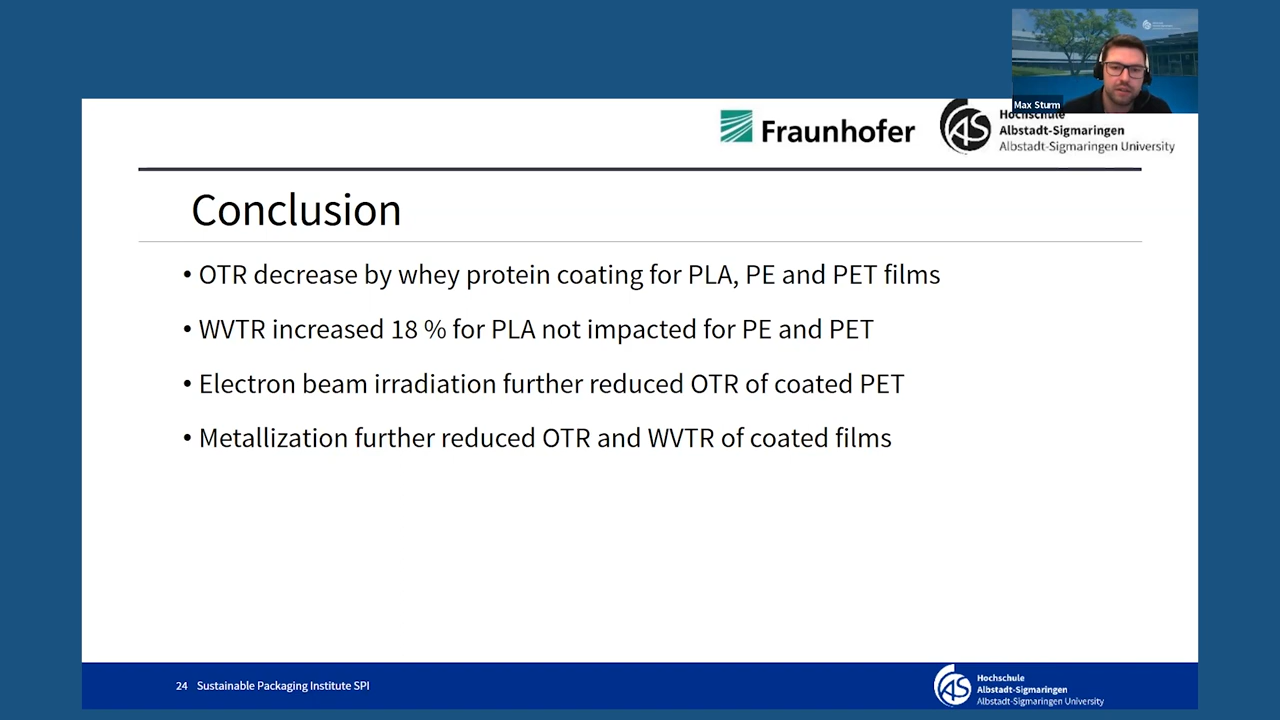 Max Sturm
Fraunhofer
Hochschule
Albstadt-Sigmaringen
Albstadt-Sigmaringen University
Conclusion
• OTR decrease by whey protein coating for PLA, PE and PET films
• WVTR increased 18 % for PLA not impacted for PE and PET
• Electron beam irradiation further reduced OTR of coated PET
• Metallization further reduced OTR and WVTR of coated films
24 Sustainable Packaging Institute SPI
Hochschule
Albstadt-Sigmaringen
Albstadt-Sigmaringen University